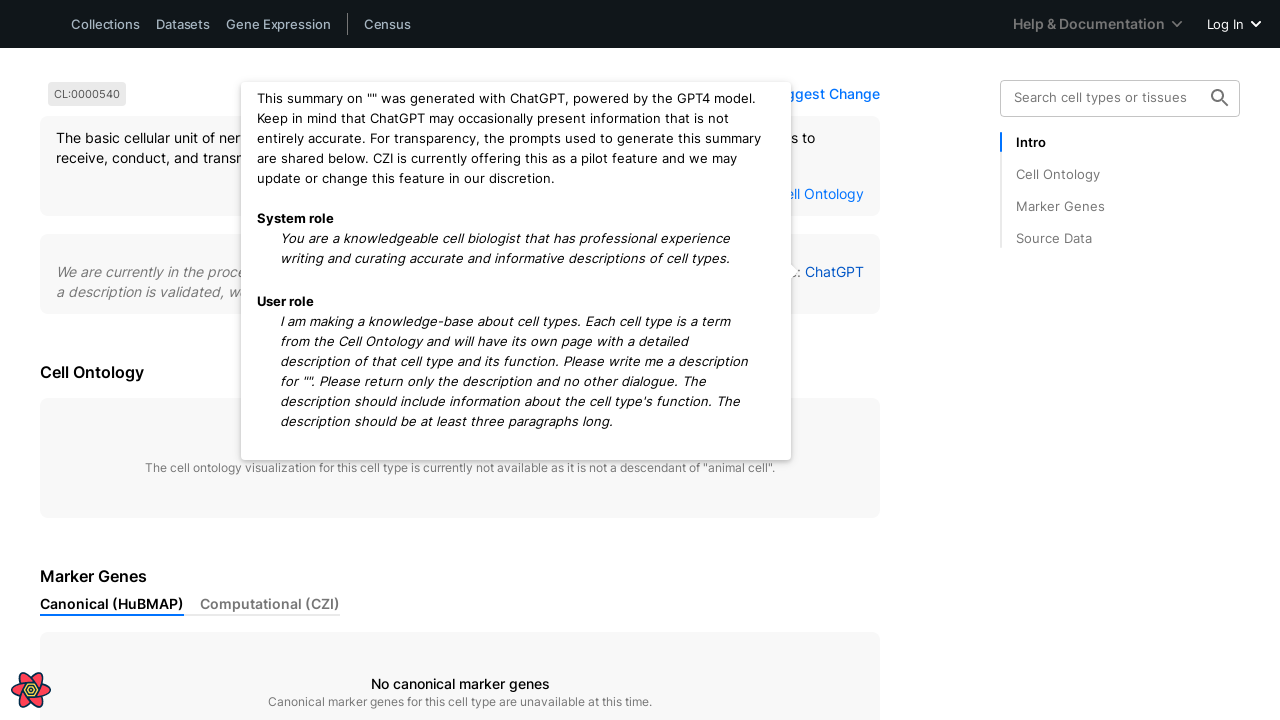 Collections Datasets Gene Expression Census Help & Documentation Log In
CL:0000540
ggest Change
The basic cellular unit of ner
s to
receive, conduct, and transm
ell Ontology
We are currently in the proce
ChatGPT
a description is validated, we
This summary on "" was generated with ChatGPT, powered by the GPT4 model.
Keep in mind that ChatGPT may occasionally present information that is not
entirely accurate. For transparency, the prompts used to generate this summary
are shared below. CZI is currently offering this as a pilot feature and we may
update or change this feature in our discretion.
System role
You are a knowledgeable cell biologist that has professional experience
writing and curating accurate and informative descriptions of cell types.
User role
I am making a knowledge-base about cell types. Each cell type is a term
from the Cell Ontology and will have its own page with a detailed
description of that cell type and its function. Please write me a description
for "". Please return only the description and no other dialogue. The
description should include information about the cell type's function. The
description should be at least three paragraphs long.
Cell Ontology
The cell ontology visualization for this cell type is currently not available as it is not a descendant of "animal cell".
Marker Genes
Canonical (HuBMAP) Computational (CZI)
No canonical marker genes
Canonical marker genes for this cell type are unavailable at this time.
Search cell types or tissues
Intro
Cell Ontology
Marker Genes
Source Data